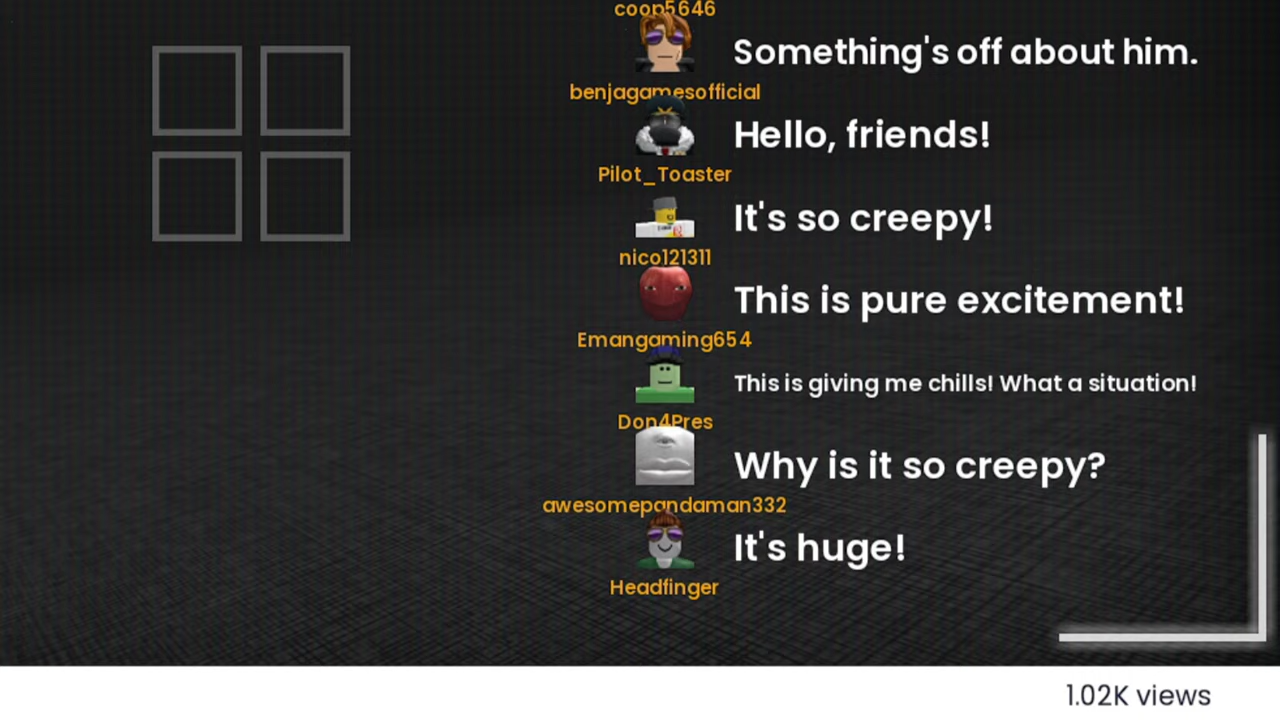 coop5646
Something's off about him.
benjagamesofficial
Hello, friends!
Pilot_Toaster
It's so creepy!
nico121311
This is pure excitement!
Emangaming654
This is giving me chills! What a situation!
Don4Pres
Why is it so creepy?
awesomepandaman332
It's huge!
Headfinger
1.02K views